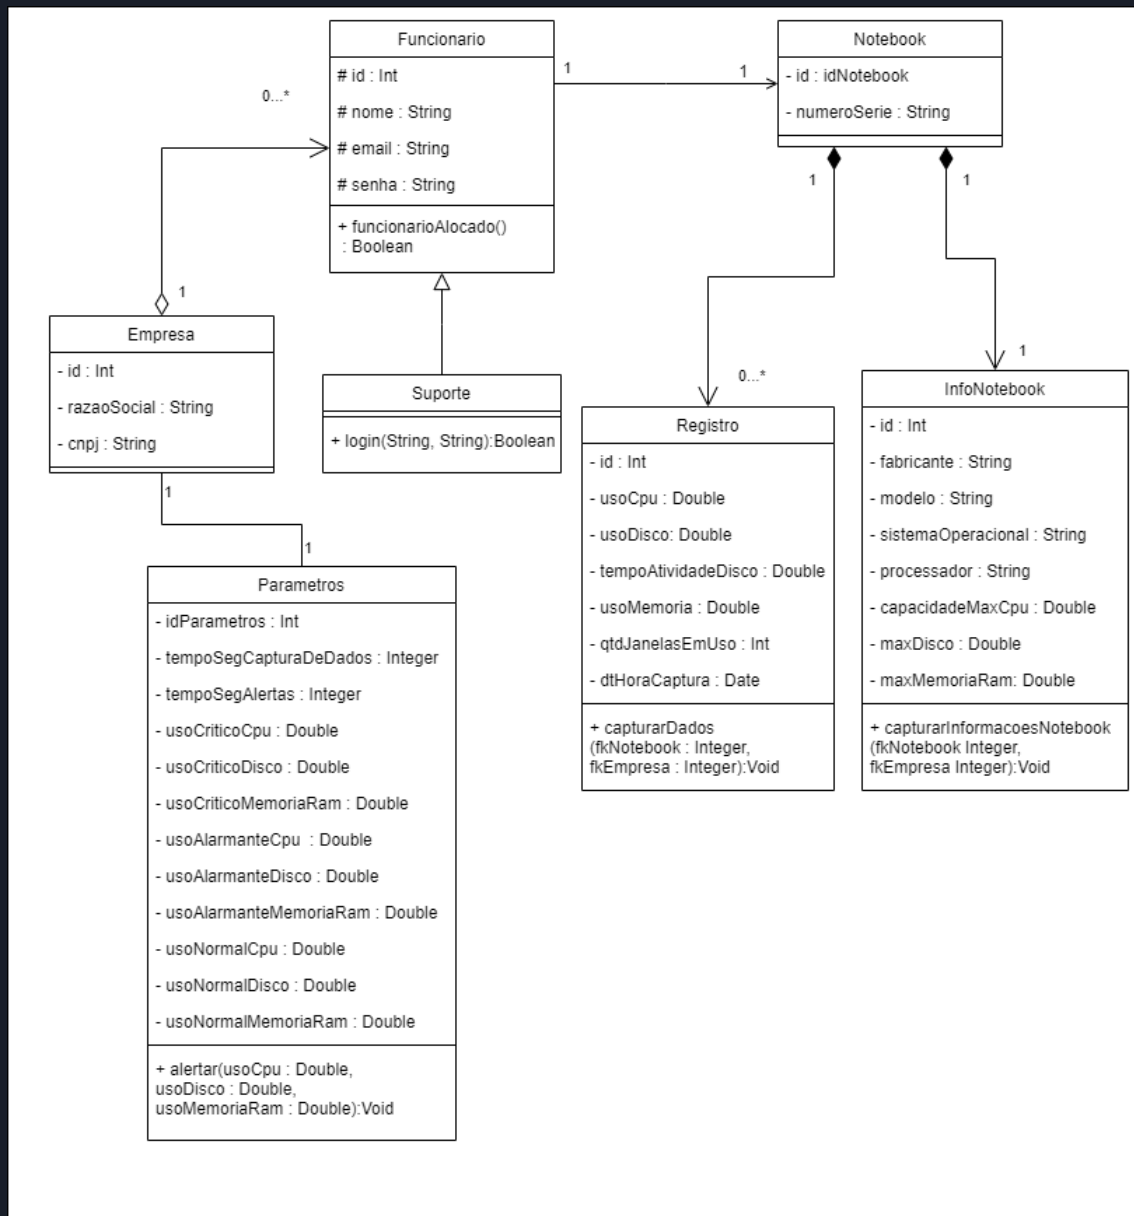 Funcionario
# id : Int
# nome : String
# email : String
# senha : String
+ funcionarioAlocado()
: Boolean
1
1
Notebook
- id : idNotebook
- numeroSerie : String
0...*
1
1
1
Empresa
- id : Int
- razaoSocial : String
- cnpj : String
Suporte
+ login(String, String):Boolean
0...*
Registro
- id : Int
- usoCpu : Double
- usoDisco: Double
- tempoAtividadeDisco : Double
- usoMemoria : Double
- qtdJanelasEmUso : Int
- dtHoraCaptura : Date
+ capturarDados
(fkNotebook : Integer,
fkEmpresa : Integer):Void
1
InfoNotebook
- id : Int
- fabricante : String
- modelo : String
- sistemaOperacional : String
- processador : String
- capacidadeMaxCpu : Double
- maxDisco : Double
- maxMemoriaRam: Double
+ capturarInformacoesNotebook
(fkNotebook Integer,
fkEmpresa Integer):Void
1
1
Parametros
- idParametros : Int
- tempoSegCapturaDeDados : Integer
- tempoSegAlertas : Integer
- usoCriticoCpu : Double
- usoCriticoDisco : Double
- usoCriticoMemoriaRam : Double
- usoAlarmanteCpu  : Double
- usoAlarmanteDisco : Double
- usoAlarmanteMemoriaRam : Double
- usoNormalCpu : Double
- usoNormalDisco : Double
- usoNormalMemoriaRam : Double
+ alertar(usoCpu : Double,
usoDisco : Double,
usoMemoriaRam : Double):Void